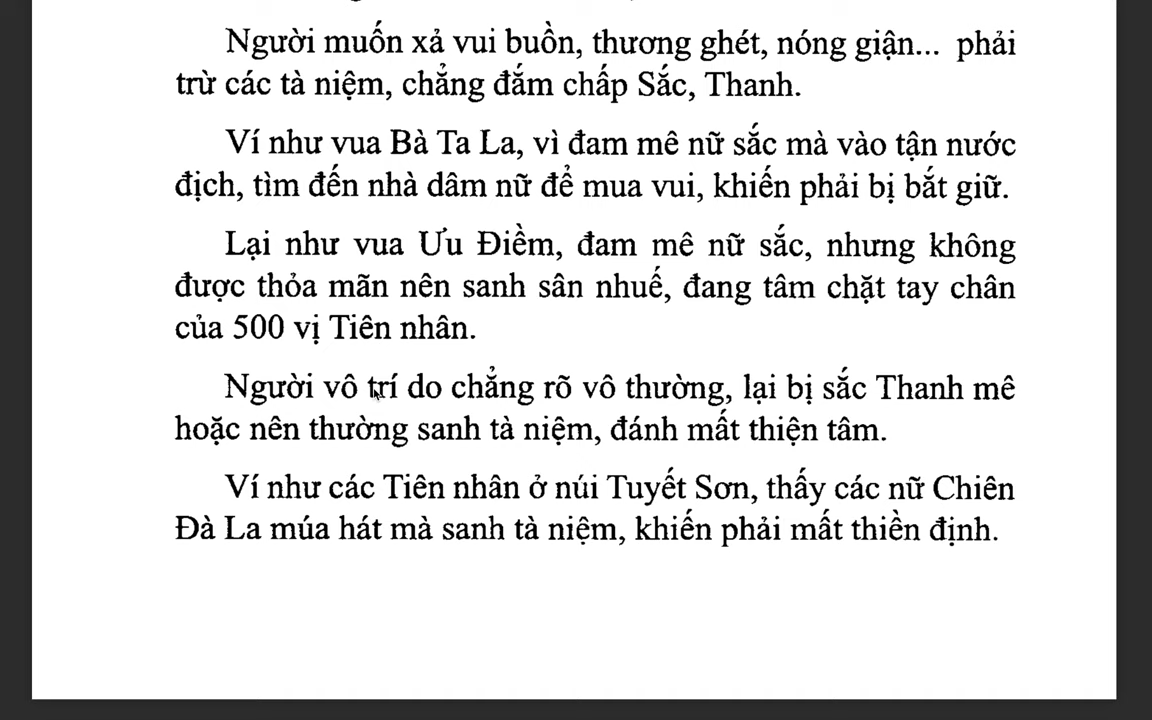 Người muốn xả vui buồn, thương ghét, nóng giận... phải
trừ các tà niệm, chẳng đắm chấp Sắc, Thanh.
Ví như vua Bà Ta La, vì đam mê nữ sắc mà vào tận nước
địch, tìm đến nhà dâm nữ để mua vui, khiến phải bị bắt giữ.
Lại như vua Ưu Điềm, đam mê nữ sắc, nhưng không
được thỏa mãn nên sanh sân nhuế, đang tâm chặt tay chân
của 500 vị Tiên nhân.
Người vô trí do chẳng rõ vô thường, lại bị sắc Thanh mê
hoặc nên thường sanh tà niệm, đánh mất thiện tâm.
Ví như các Tiên nhân ở núi Tuyết Sơn, thấy các nữ Chiên
Đà La múa hát mà sanh tà niệm, khiến phải mất thiền định.